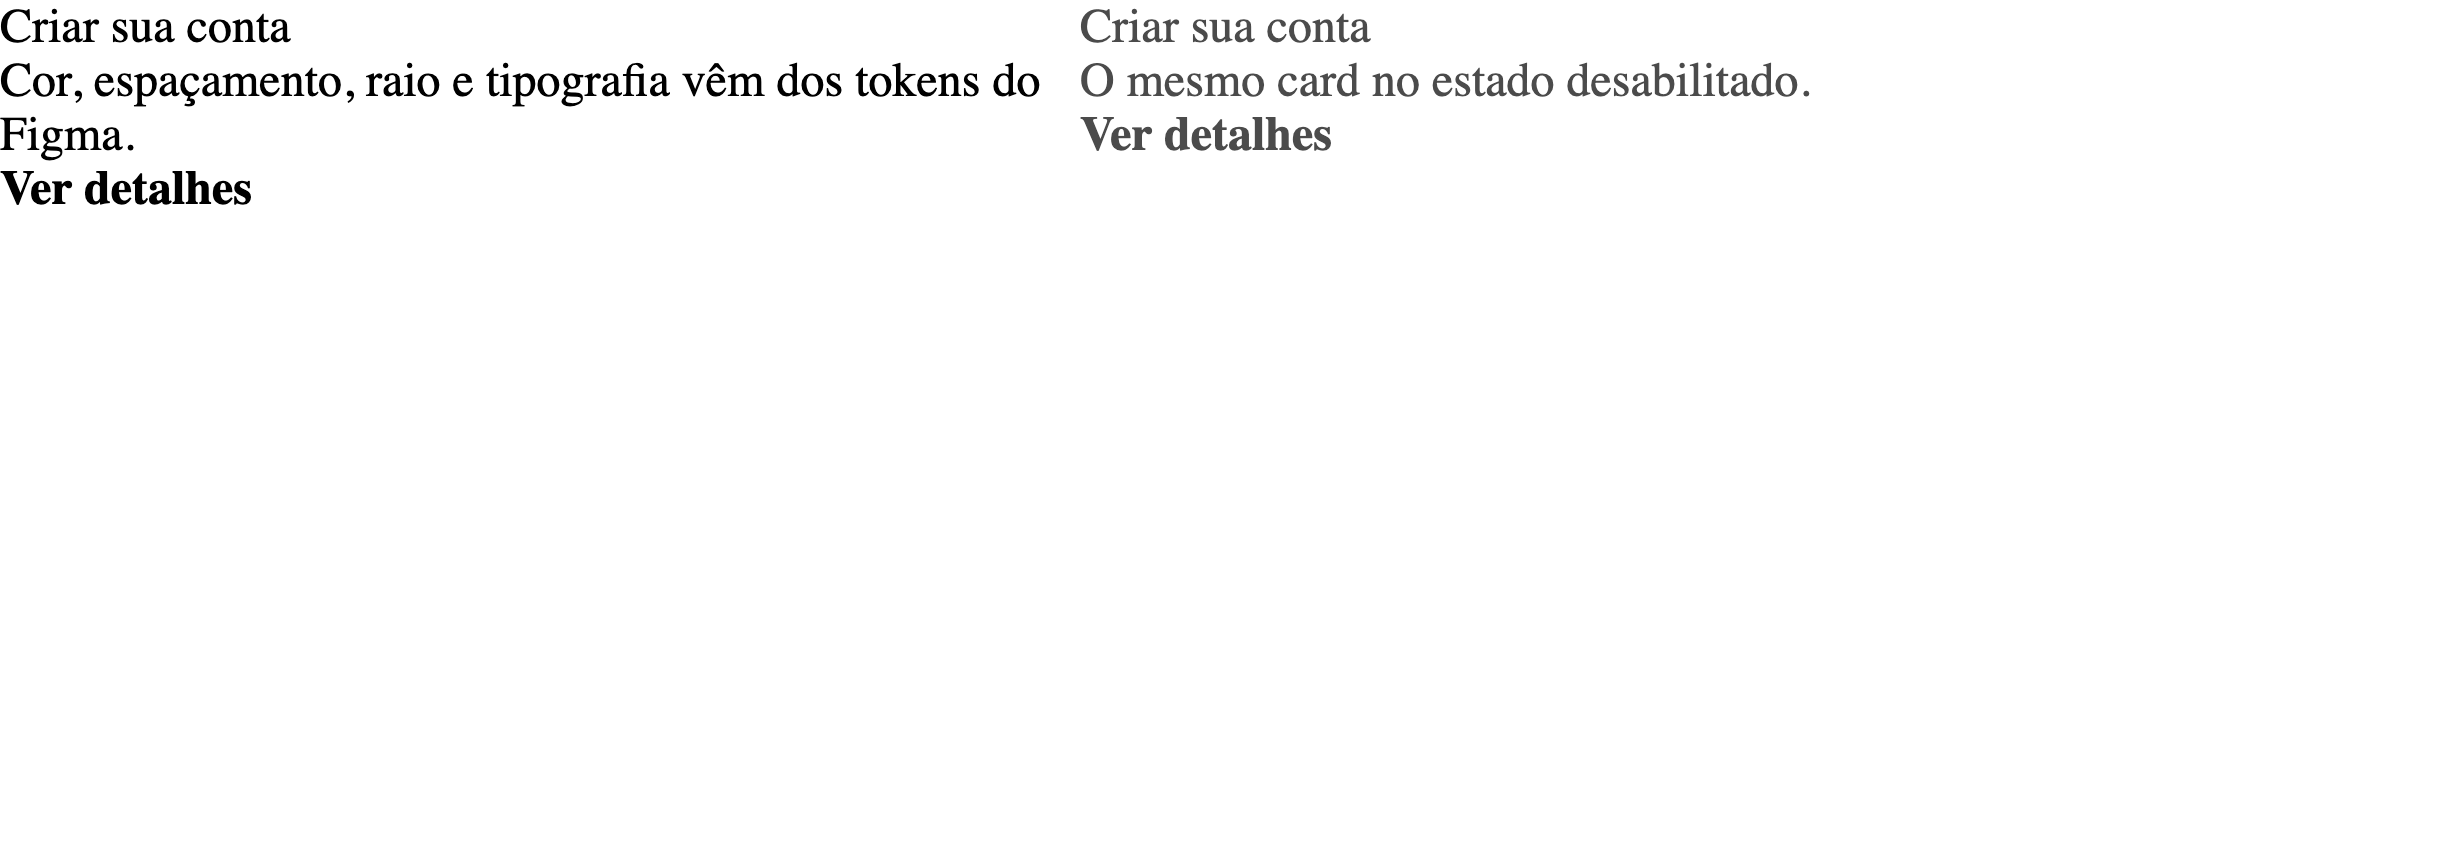 Criar sua conta
Cor, espaçamento, raio e tipografia vêm dos tokens do
Figma.
Ver detalhes
Criar sua conta
O mesmo card no estado desabilitado.
Ver detalhes